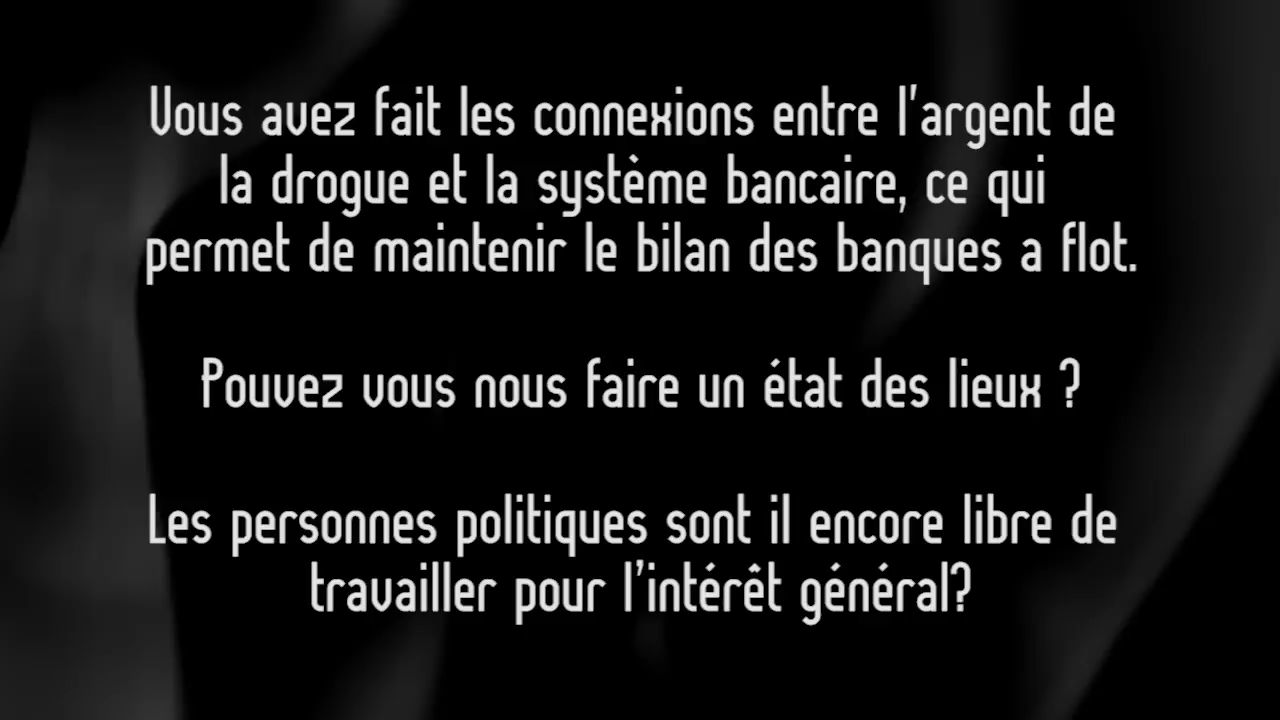 Vous avez fait les connexions entre l'argent de
la drogue et la système bancaire, ce qui
permet de maintenir le bilan des banques a flot.
Pouvez vous nous faire un état des lieux ?
Les personnes politiques sont il encore libre de
travailler pour l’intérêt général?